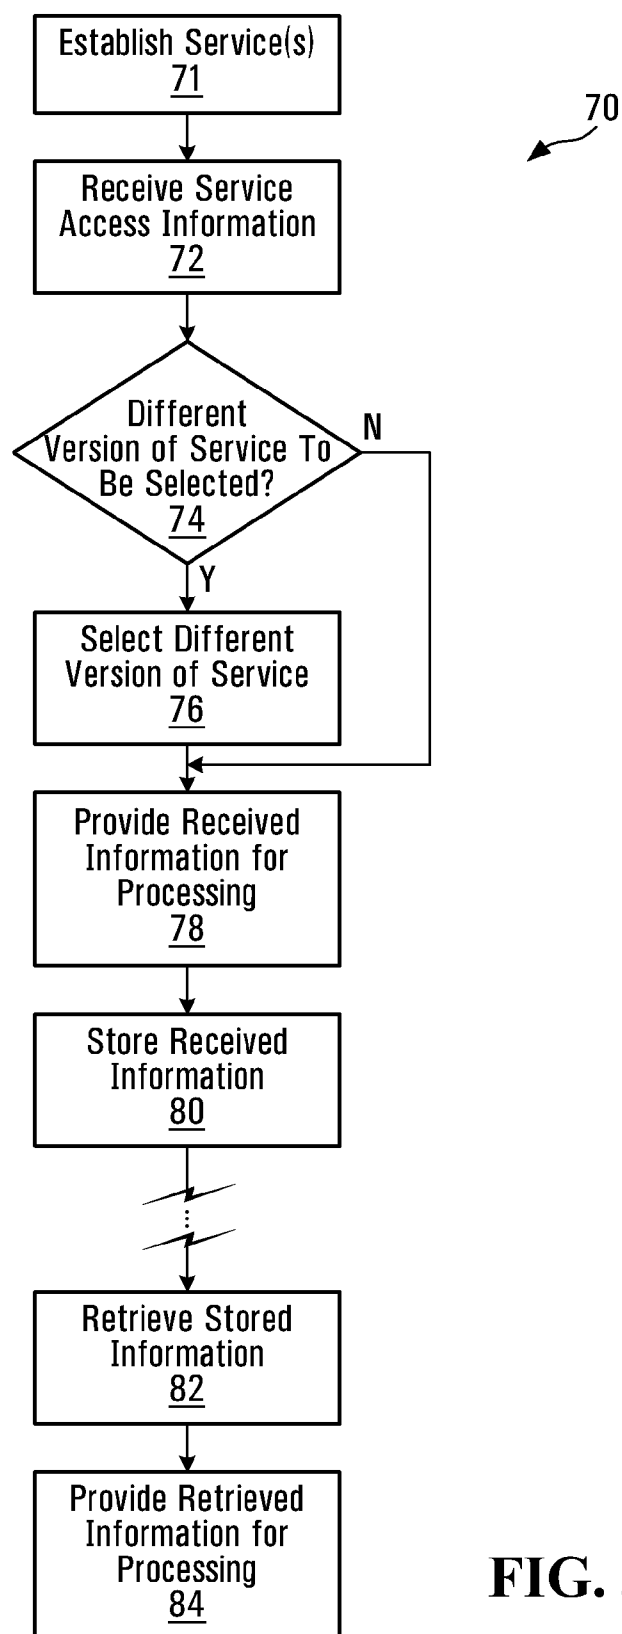 Establish Service(s)
71
70
Receive Service
Access Information
72
Different
Version of Service To
Be Selected?
74
N
Y
Select Different
Version of Service
76
Provide Received
Information for
Processing
78
Store Received
Information
80
Retrieve Stored
Information
82
Provide Retrieved
Information for
Processing
84
FIG.